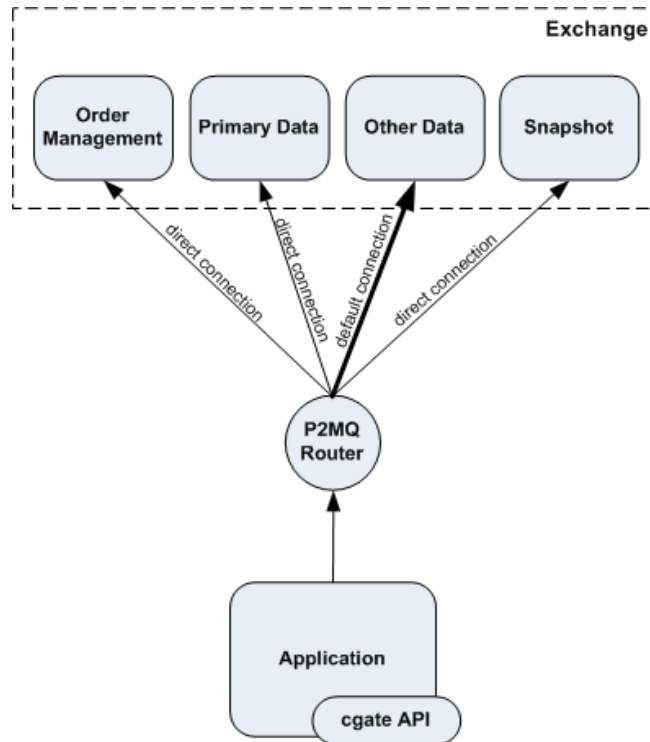 Exchange
Order
Management
Primary Data
Other Data
Snapshot
direct connection
direct connection
default connection
direct connection
P2MQ
Router
Application
cgate API